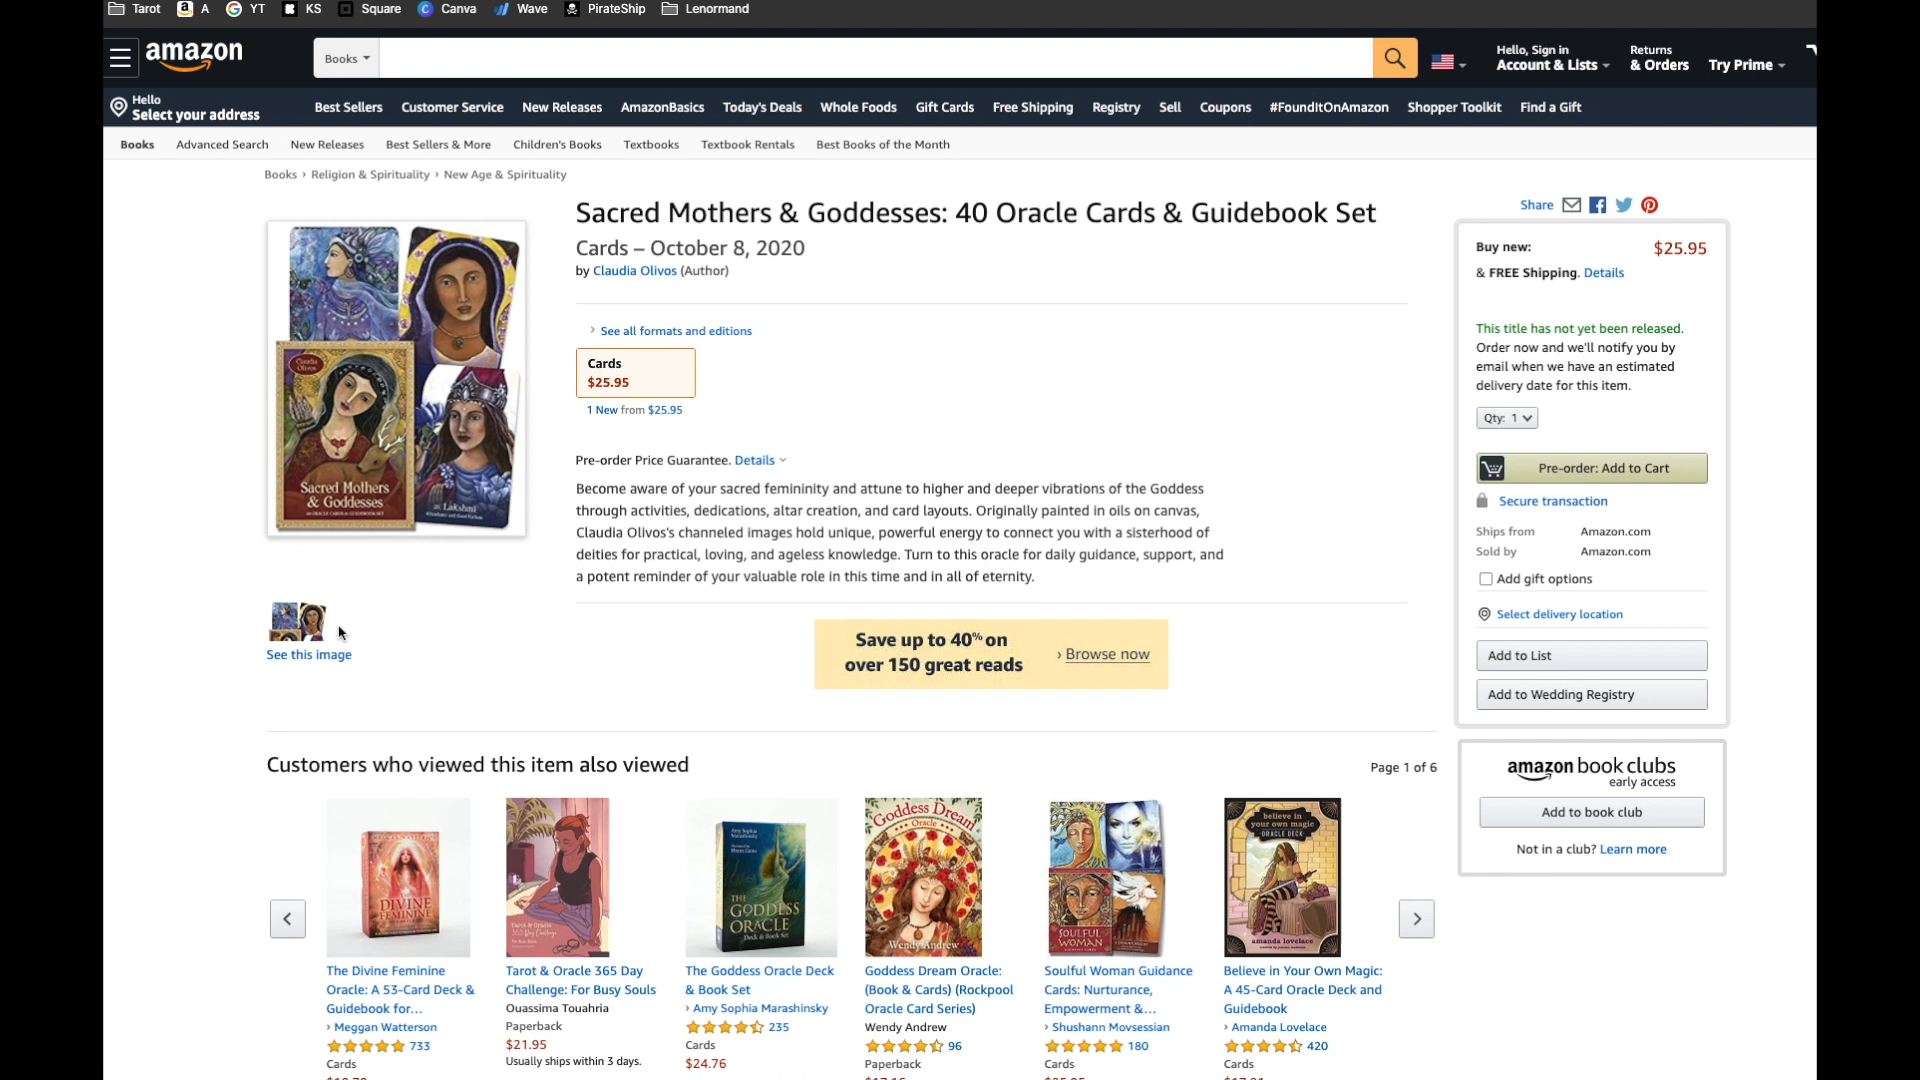 Tarot A YT KS Square Canva Wave PirateShip Lenormand
amazon
Books
Hello, Sign in
Account & Lists
Returns
& Orders
Try Prime
Hello
Select your address
Best Sellers Customer Service New Releases AmazonBasics Today's Deals Whole Foods Gift Cards Free Shipping Registry Sell Coupons #FoundItOnAmazon Shopper Toolkit Find a Gift
Books Advanced Search New Releases Best Sellers & More Children's Books Textbooks Textbook Rentals Best Books of the Month
Books › Religion & Spirituality › New Age & Spirituality
Claudia
Olivos
Sacred Mothers
& Goddesses
Lakshmi
See this image
Sacred Mothers & Goddesses: 40 Oracle Cards & Guidebook Set
Cards – October 8, 2020
by Claudia Olivos (Author)
› See all formats and editions
Cards
$25.95
1 New from $25.95
Pre-order Price Guarantee. Details
Become aware of your sacred femininity and attune to higher and deeper vibrations of the Goddess
through activities, dedications, altar creation, and card layouts. Originally painted in oils on canvas,
Claudia Olivos's channeled images hold unique, powerful energy to connect you with a sisterhood of
deities for practical, loving, and ageless knowledge. Turn to this oracle for daily guidance, support, and
a potent reminder of your valuable role in this time and in all of eternity.
Save up to 40% on
over 150 great reads
› Browse now
Share
Buy new: $25.95
& FREE Shipping. Details
This title has not yet been released.
Order now and we'll notify you by
email when we have an estimated
delivery date for this item.
Qty: 1
Pre-order: Add to Cart
Secure transaction
Ships from Amazon.com
Sold by Amazon.com
Add gift options
Select delivery location
Add to List
Add to Wedding Registry
amazon book clubs
early access
Add to book club
Not in a club? Learn more
Customers who viewed this item also viewed
Page 1 of 6
DIVINE
FEMININE
The Divine Feminine
Oracle: A 53-Card Deck &
Guidebook for...
› Meggan Watterson
733
Cards
Tarot & Oracle 365 Day
Challenge: For Busy Souls
Ouassima Touahria
Paperback
$21.95
Usually ships within 3 days.
THE
GODDESS
ORACLE
Deck & Book Set
The Goddess Oracle Deck
& Book Set
› Amy Sophia Marashinsky
235
Cards
$24.76
Goddess Dream
Oracle
Wendy Andrew
Goddess Dream Oracle:
(Book & Cards) (Rockpool
Oracle Card Series)
Wendy Andrew
96
Paperback
SOULFUL
WOMAN
Soulful Woman Guidance
Cards: Nurturance,
Empowerment &...
› Shushann Movsessian
180
Cards
believe in
your own magic
ORACLE DECK
amanda lovelace
Believe in Your Own Magic:
A 45-Card Oracle Deck and
Guidebook
› Amanda Lovelace
420
Cards